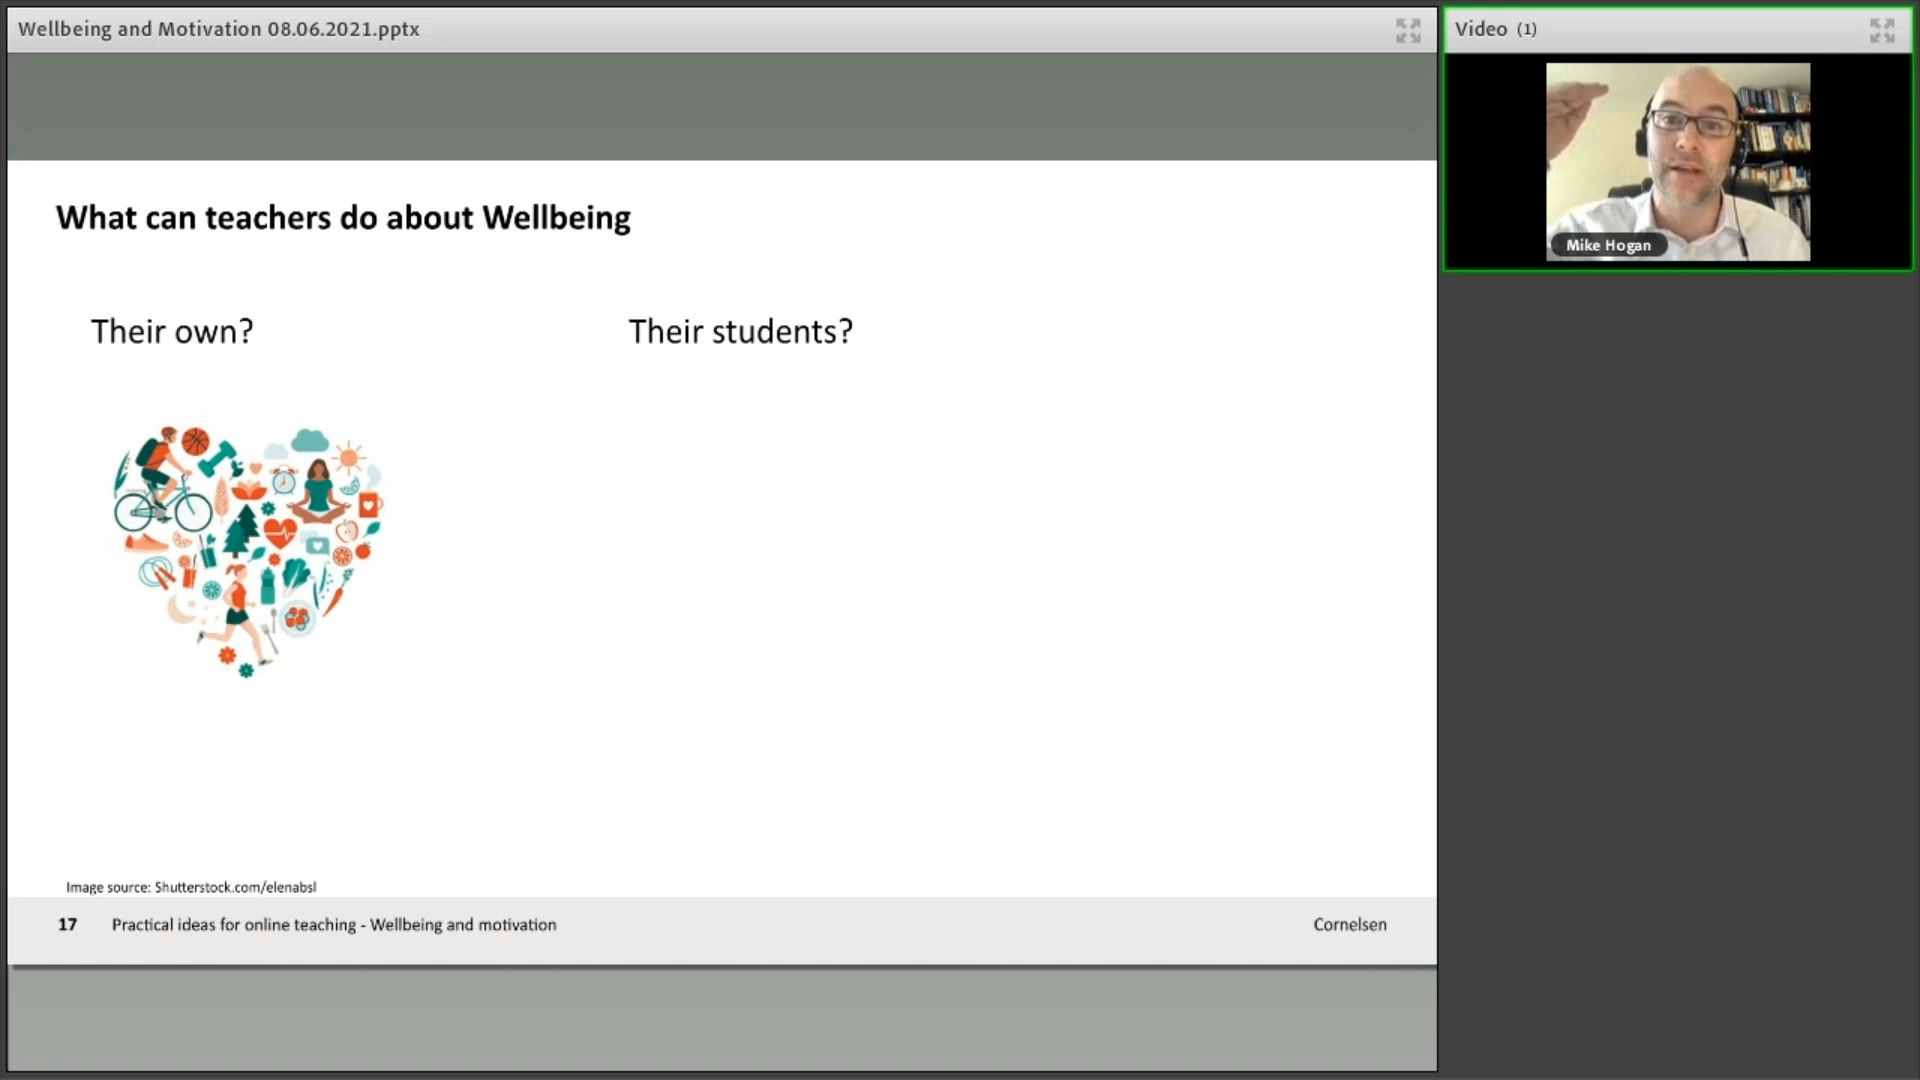 Wellbeing and Motivation 08.06.2021.pptx
Video (1)
Mike Hogan
What can teachers do about Wellbeing
Their own?
Their students?
Image source: Shutterstock.com/elenabsl
17 Practical ideas for online teaching - Wellbeing and motivation Cornelsen